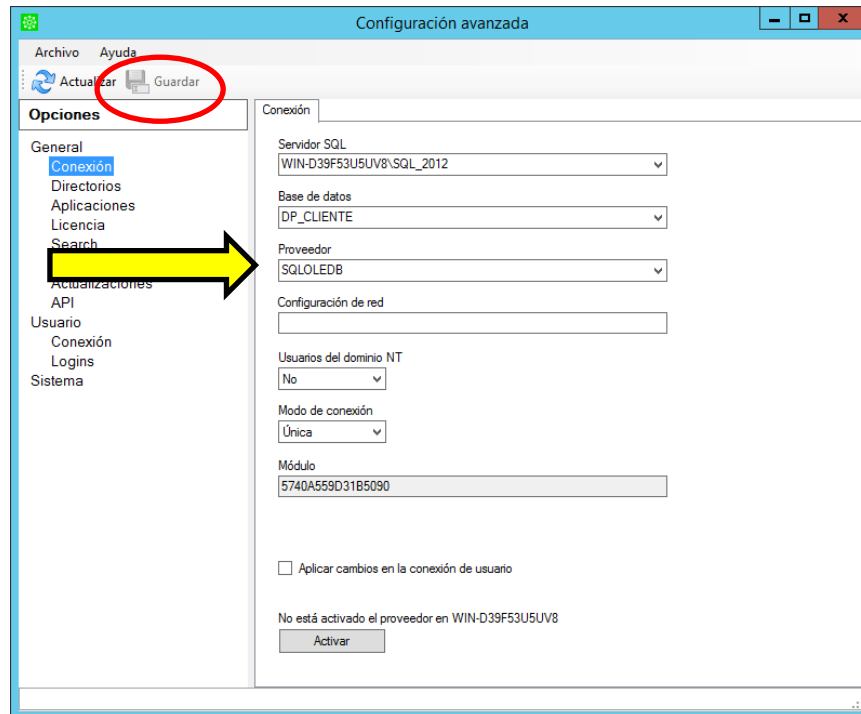 Configuración avanzada
Archivo Ayuda
Actualizar Guardar
Opciones
General
Conexión
Directorios
Aplicaciones
Licencia
Search
Actualizaciones
API
Usuario
Conexión
Logins
Sistema
Conexión
Servidor SQL
WIN-D39F53U5UV8\SQL_2012
Base de datos
DP_CLIENTE
Proveedor
SQLOLEDB
Configuración de red
Usuarios del dominio NT
No
Modo de conexión
Única
Módulo
5740A559D31B5090
Aplicar cambios en la conexión de usuario
No está activado el proveedor en WIN-D39F53U5UV8
Activar